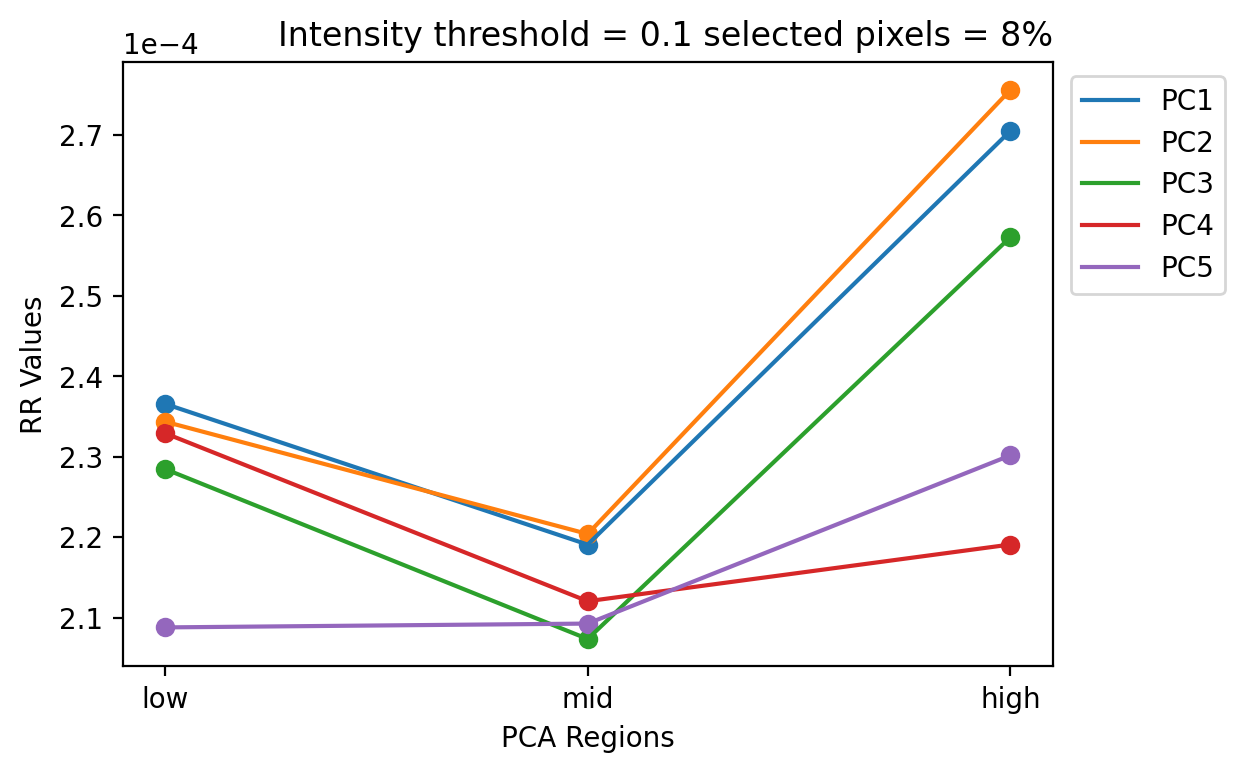 Intensity threshold = 0.1 selected pixels = 8%
1e−4
2.7
2.6
2.5
2.4
2.3
2.2
2.1
RR Values
low
mid
high
PCA Regions
PC1
PC2
PC3
PC4
PC5